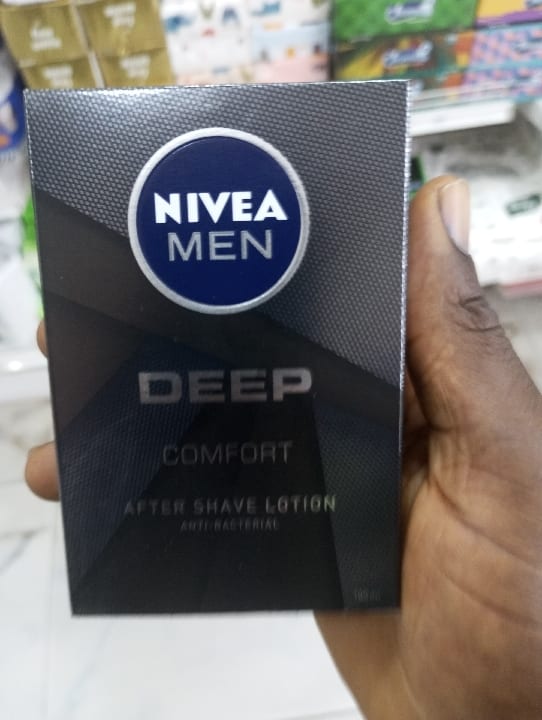 NIVEA
MEN
DEEP
COMFORT
AFTER SHAVE LOTION
ANTI-BACTERIAL